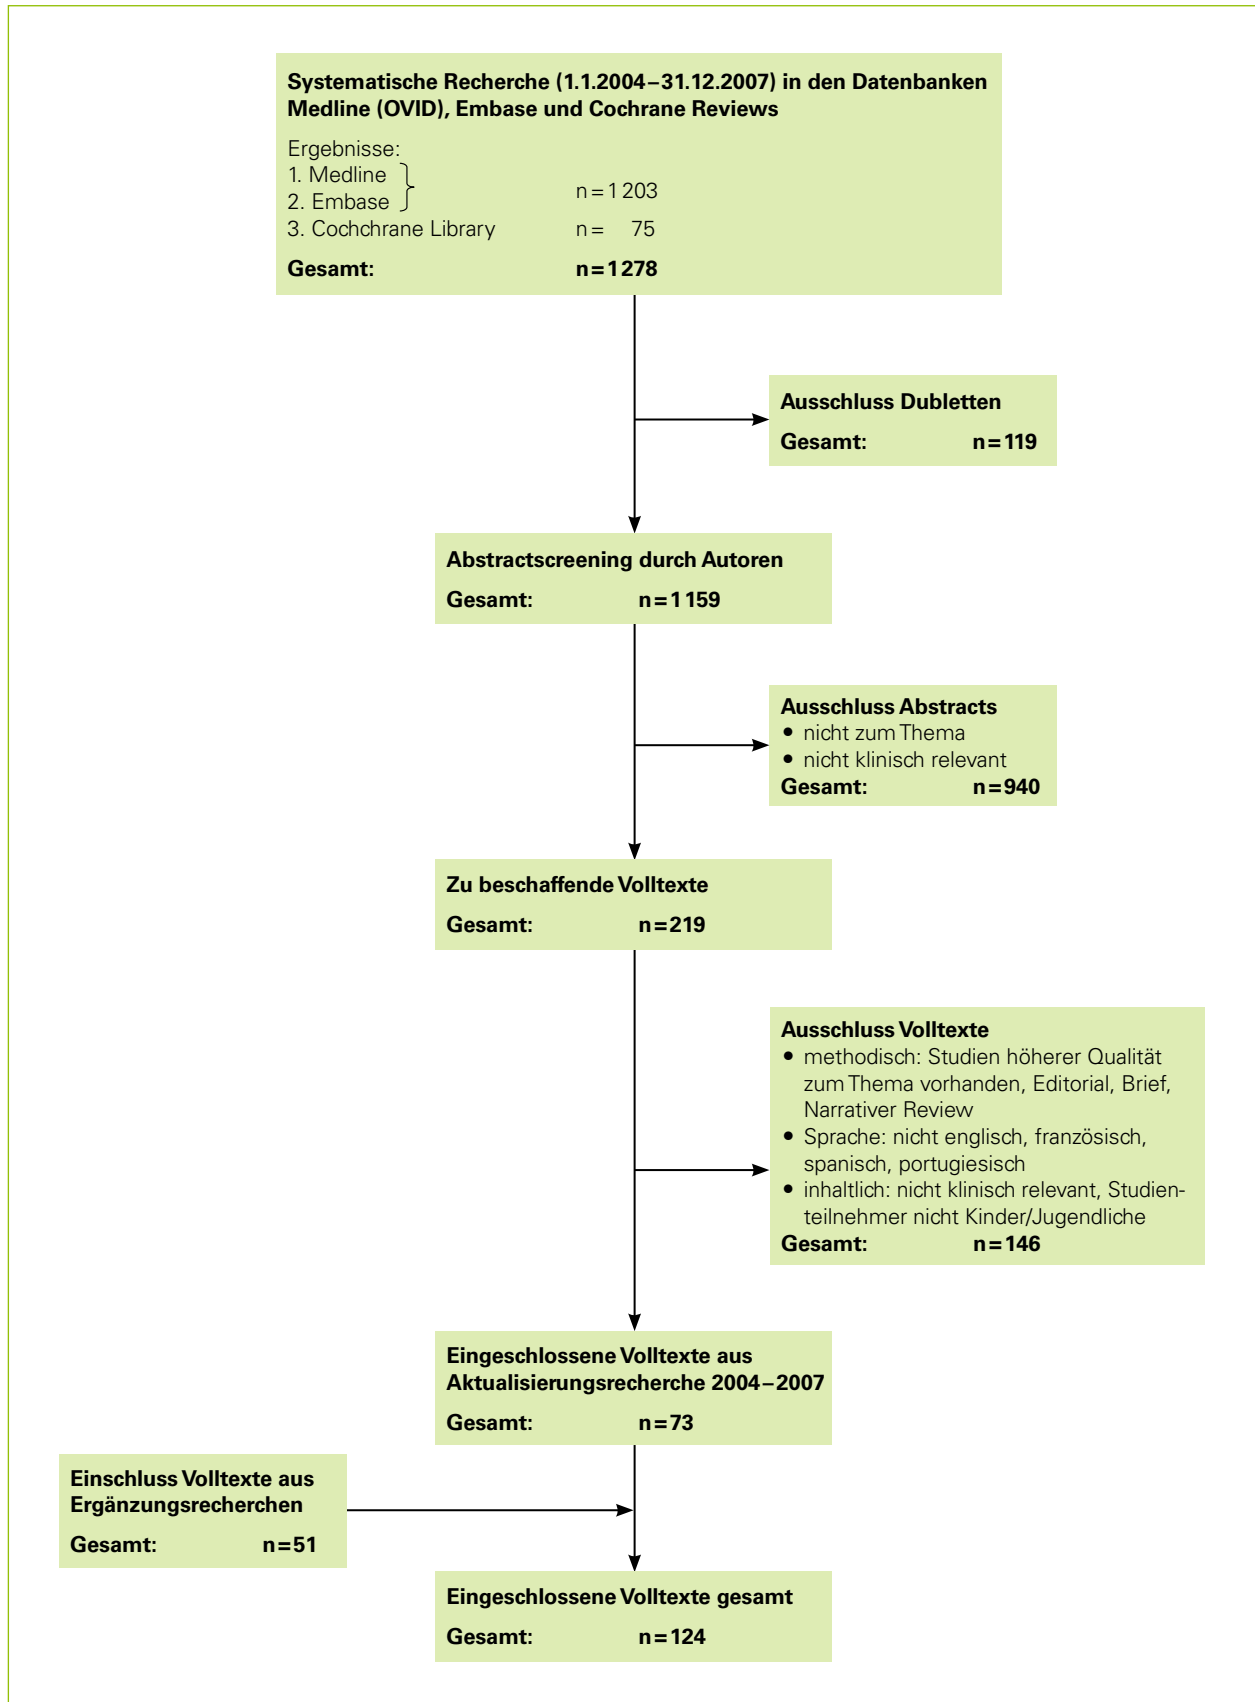 Systematische Recherche (1.1.2004–31.12.2007) in den Datenbanken
Medline (OVID), Embase und Cochrane Reviews
Ergebnisse:
1. Medline
2. Embase
n = 1 203
3. Cochchrane Library n = 75
Gesamt: n = 1 278
Ausschluss Dubletten
Gesamt: n = 119
Abstractscreening durch Autoren
Gesamt: n = 1 159
Ausschluss Abstracts
• nicht zum Thema
• nicht klinisch relevant
Gesamt: n = 940
Zu beschaffende Volltexte
Gesamt: n = 219
Ausschluss Volltexte
• methodisch: Studien höherer Qualität
zum Thema vorhanden, Editorial, Brief,
Narrativer Review
• Sprache: nicht englisch, französisch,
spanisch, portugiesisch
• inhaltlich: nicht klinisch relevant, Studien-
teilnehmer nicht Kinder/Jugendliche
Gesamt: n = 146
Eingeschlossene Volltexte aus
Aktualisierungsrecherche 2004–2007
Gesamt: n = 73
Einschluss Volltexte aus
Ergänzungsrecherchen
Gesamt: n = 51
Eingeschlossene Volltexte gesamt
Gesamt: n = 124